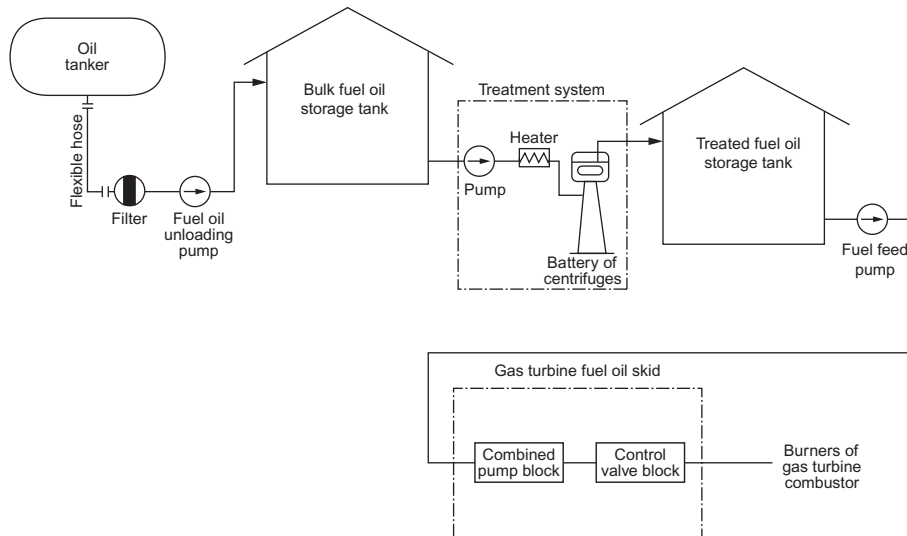 Oil
tanker
Flexible hose
Filter
Fuel oil
unloading
pump
Bulk fuel oil
storage tank
Treatment system
Pump
Heater
Battery of
centrifuges
Treated fuel oil
storage tank
Fuel feed
pump
Gas turbine fuel oil skid
Combined
pump block
Control
valve block
Burners of
gas turbine
combustor